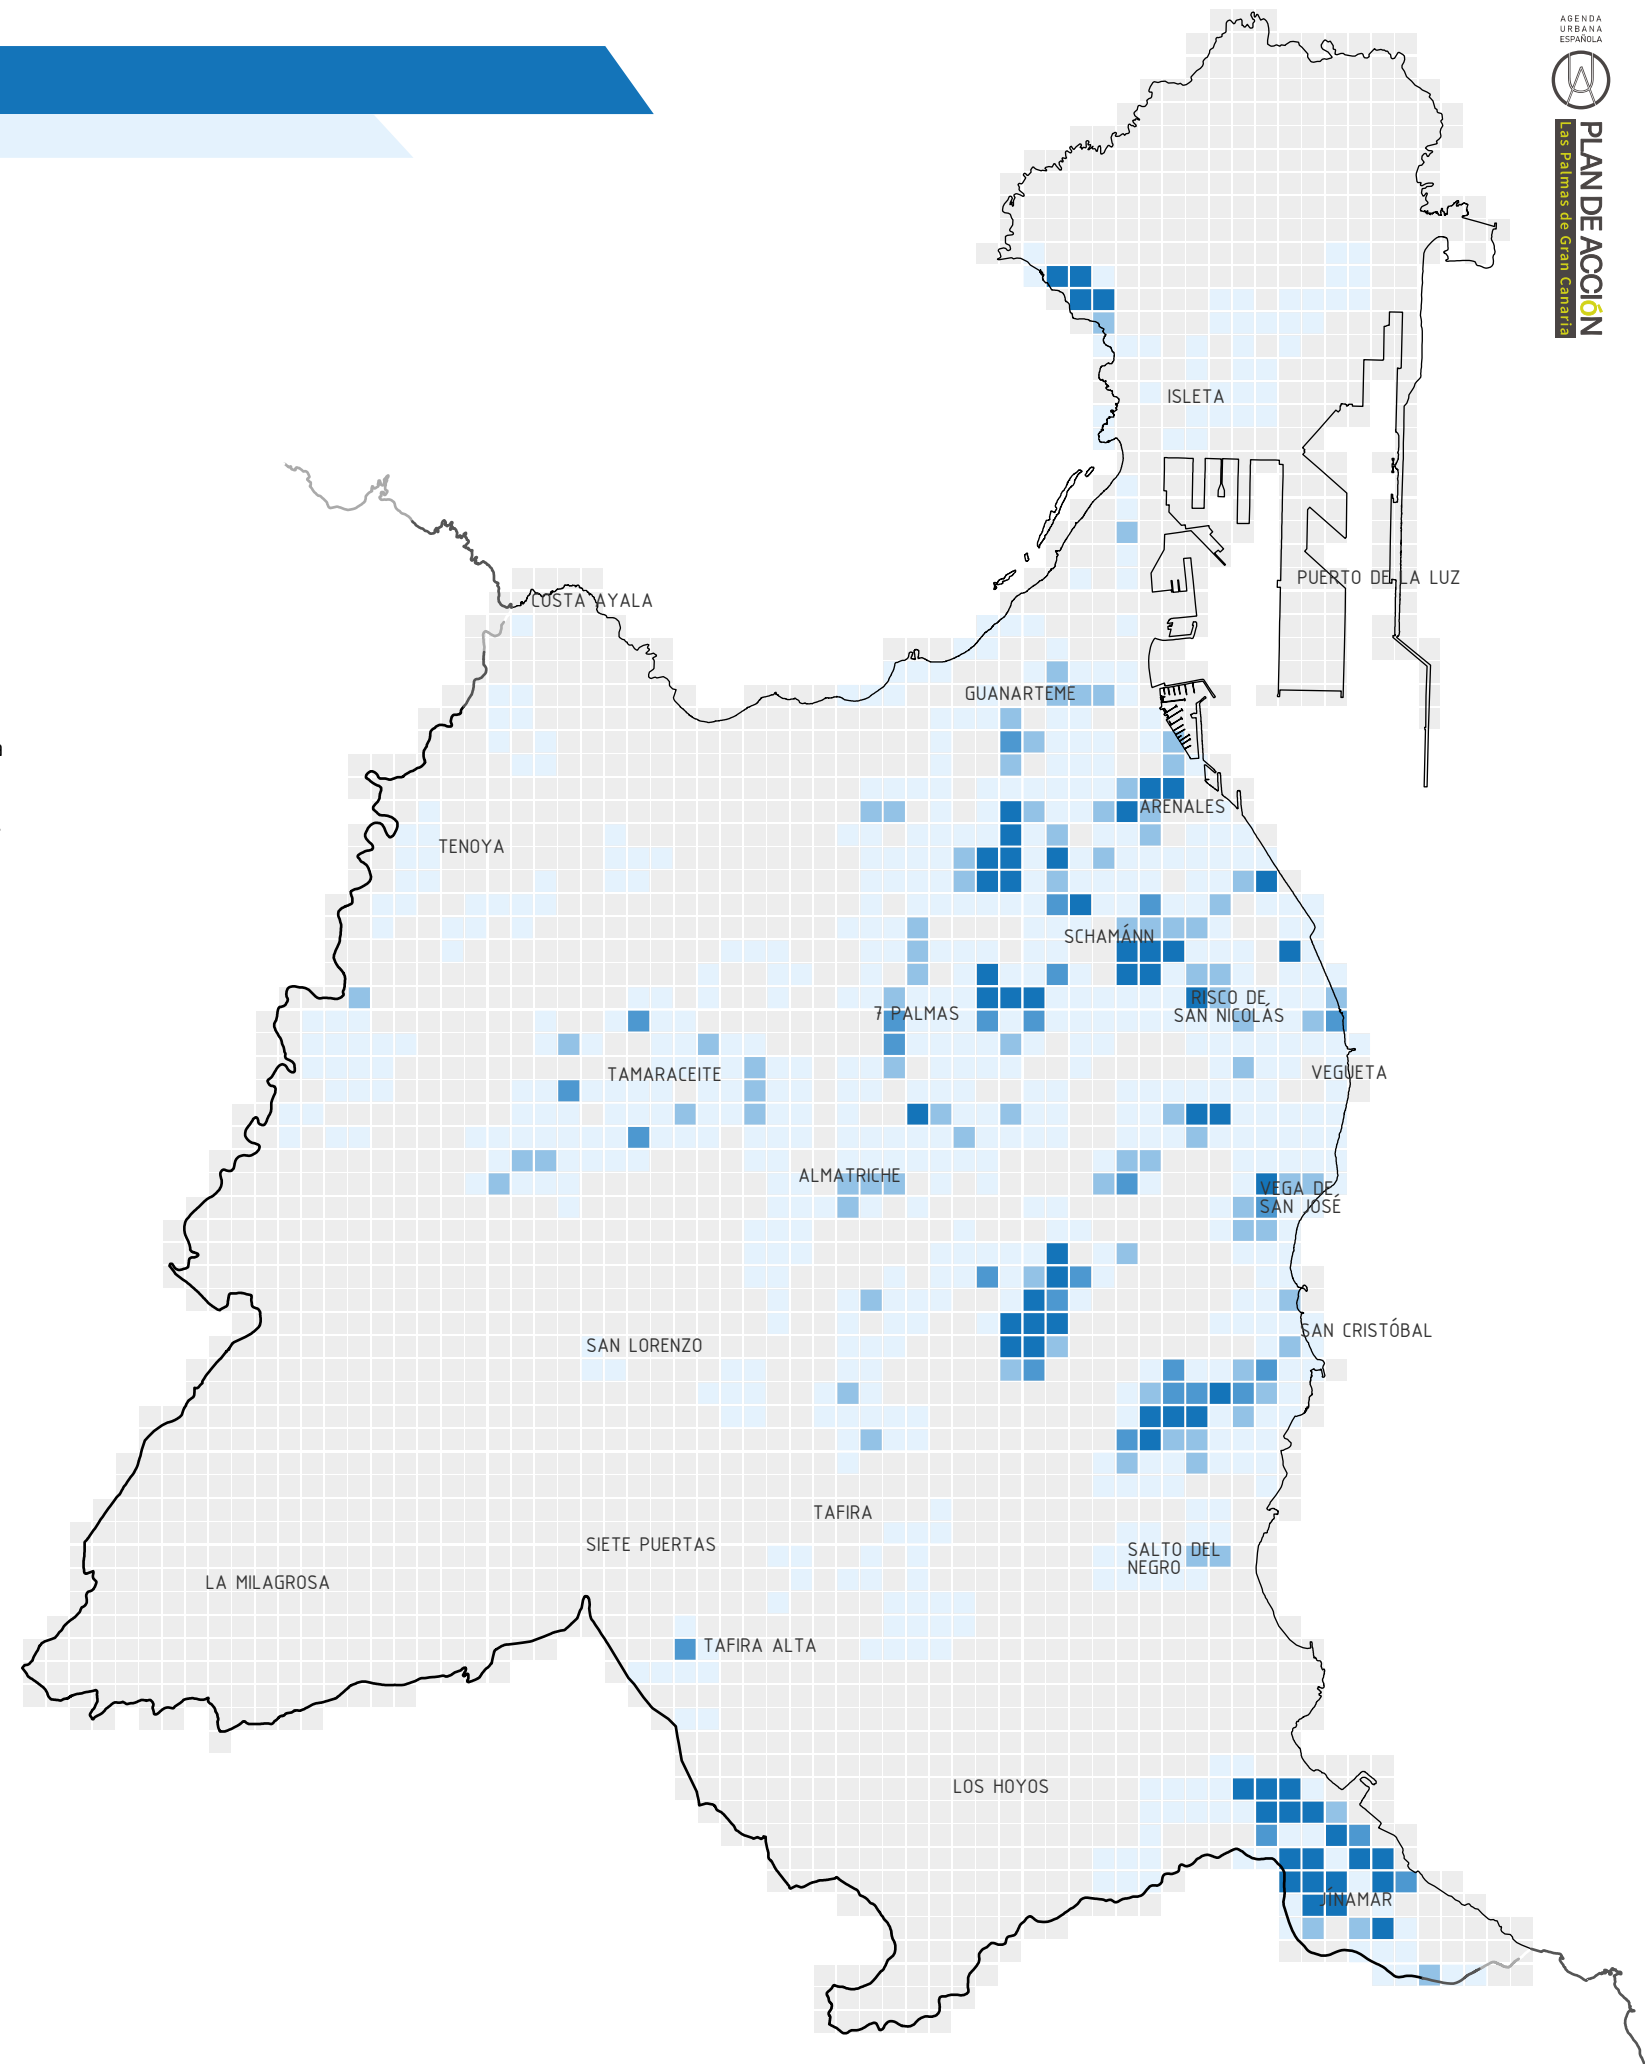 AGENDA
URBANA
ESPAÑOLA
PLAN DE ACCIÓN
Las Palmas de Gran Canaria
ISLETA
PUERTO DE LA LUZ
COSTA AYALA
GUANARTEME
ARENALES
TENOYA
SCHAMÁNN
RISCO DE
SAN NICOLÁS
7 PALMAS
TAMARACEITE
VEGUETA
ALMATRICHE
VEGA DE
SAN JOSÉ
SAN CRISTÓBAL
SAN LORENZO
TAFIRA
SIETE PUERTAS
SALTO DEL
NEGRO
LA MILAGROSA
TAFIRA ALTA
LOS HOYOS
JÍNAMAR